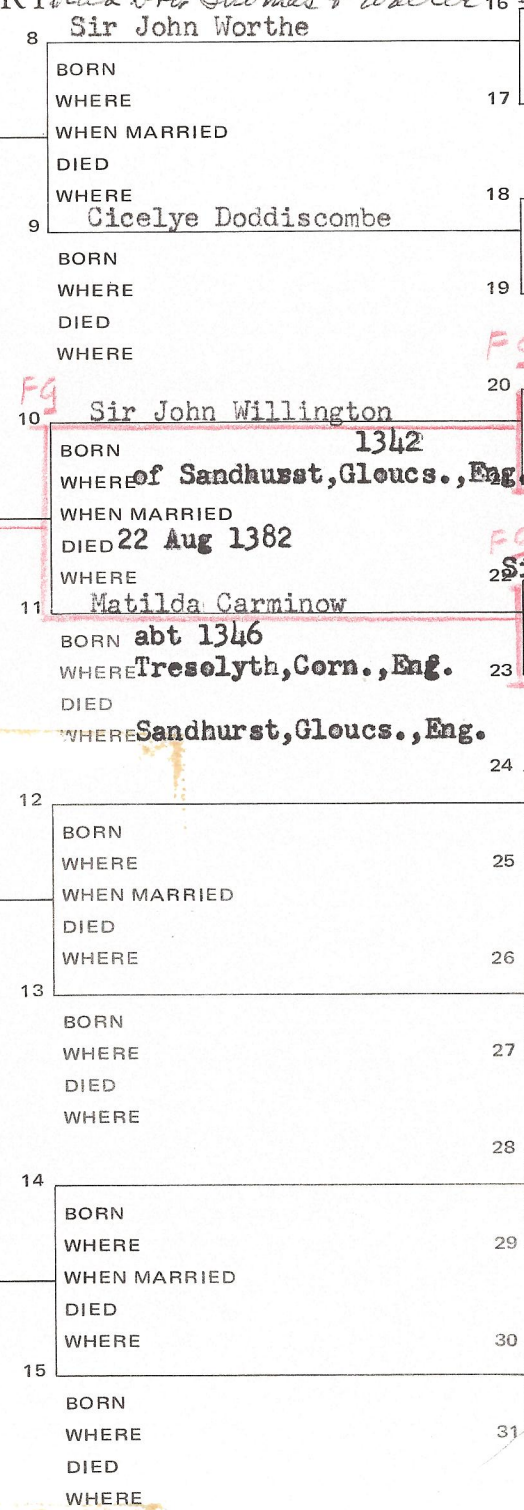 16
Sir John Worthe
8
BORN
WHERE
17
WHEN MARRIED
DIED
WHERE
18
Cicelye Doddiscombe
9
BORN
WHERE
19
DIED
WHERE
FG
20
Sir John Willington
10
BORN 1342
WHERE of Sandhurst,Gloucs.,Eng.
WHEN MARRIED
DIED 22 Aug 1382
WHERE
22
Matilda Carminow
11
BORN abt 1346
WHERE Tresolyth,Corn.,Eng.
23
DIED
WHERE Sandhurst,Gloucs.,Eng.
24
12
BORN
WHERE
25
WHEN MARRIED
DIED
WHERE
26
13
BORN
WHERE
27
DIED
WHERE
28
14
BORN
WHERE
29
WHEN MARRIED
DIED
WHERE
30
15
BORN
WHERE
31
DIED
WHERE